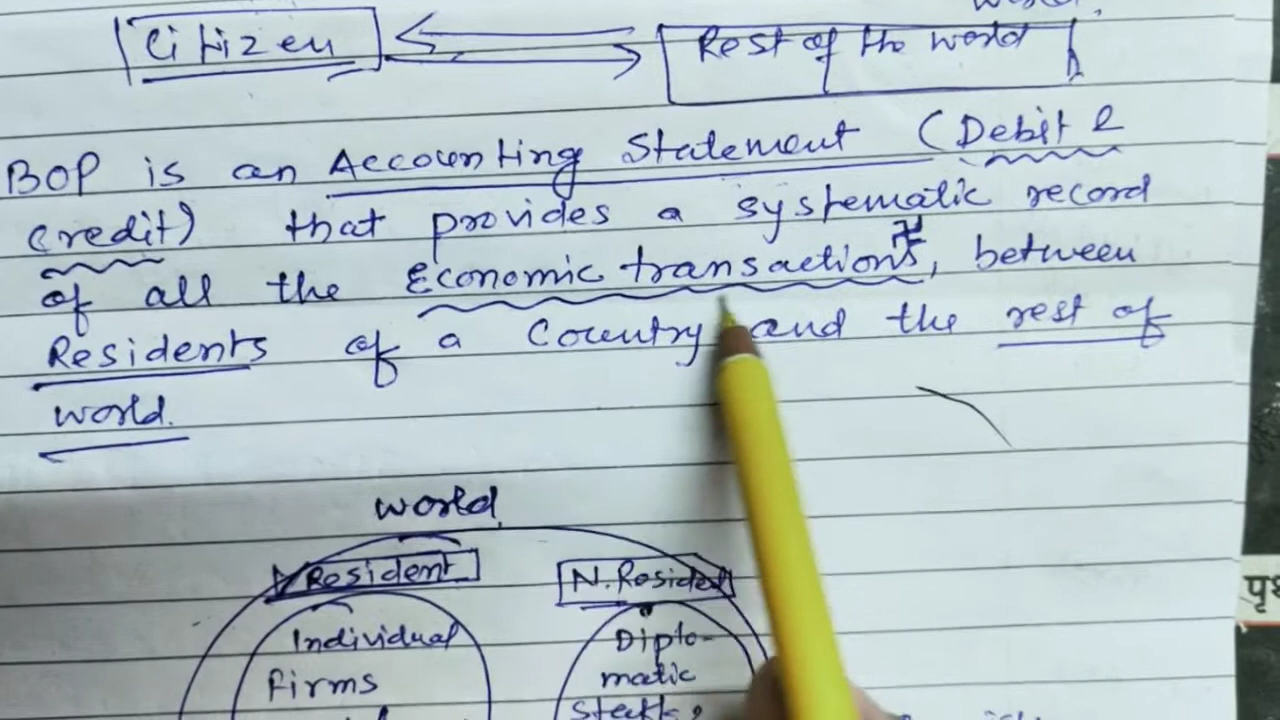 Citizen
Rest of the world
BOP is an Accounting Statement (Debit &
credit) that provides a systematic record
of all the Economic transactions, between
Residents of a Country and the rest of
world.
world
Resident
N. Resident
Individual
Firms
Diplo-
matic
पृ